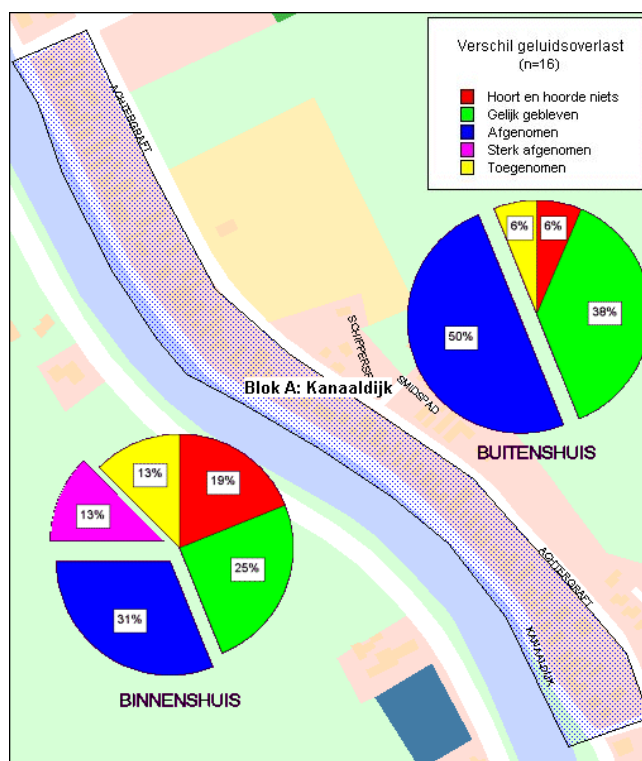 Verschil geluidsoverlast
(n=16)
Hoort en hoorde niets
Gelijk gebleven
Afgenomen
Sterk afgenomen
Toegenomen
ACHTERGRAFT
6%
6%
38%
50%
BUITENSHUIS
SMIDSPAD
Blok A: Kanaaldijk
13%
19%
13%
25%
31%
BINNENSHUIS
ACHTERGRAFT
KANAALDIJK